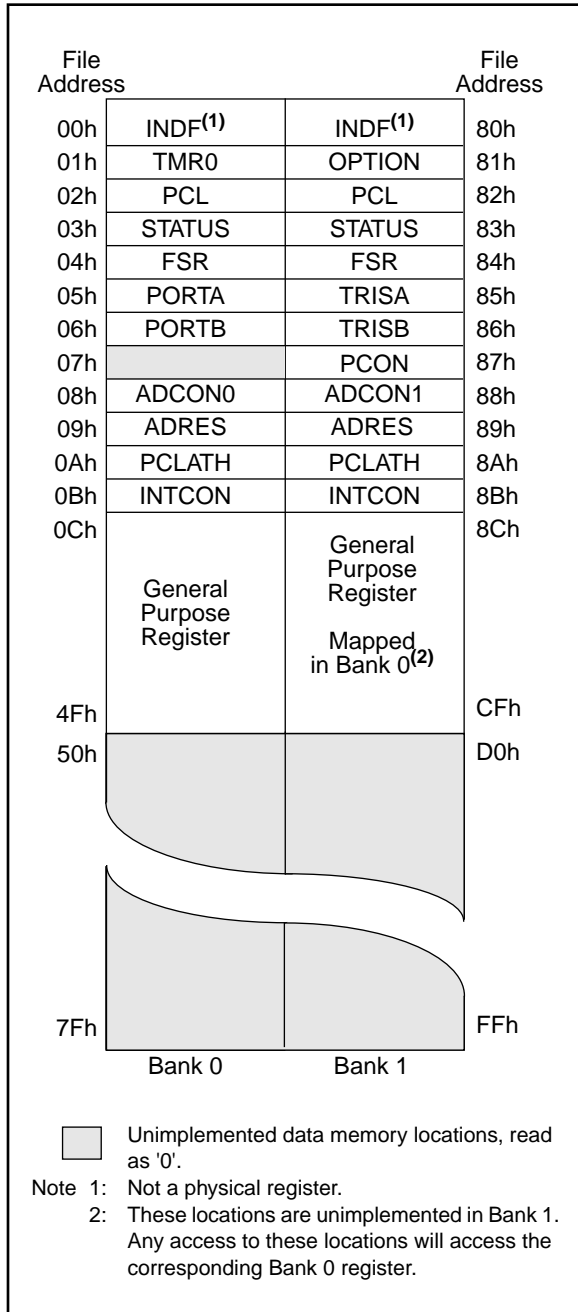 File Address
File Address
00h INDF(1) INDF(1) 80h
01h TMR0 OPTION 81h
02h PCL PCL 82h
03h STATUS STATUS 83h
04h FSR FSR 84h
05h PORTA TRISA 85h
06h PORTB TRISB 86h
07h PCON 87h
08h ADCON0 ADCON1 88h
09h ADRES ADRES 89h
0Ah PCLATH PCLATH 8Ah
0Bh INTCON INTCON 8Bh
0Ch 8Ch
General
Purpose
Register
General
Purpose
Register
Mapped
in Bank 0(2)
4Fh CFh
50h D0h
7Fh FFh
Bank 0 Bank 1
Unimplemented data memory locations, read
as '0'.
Note 1: Not a physical register.
2: These locations are unimplemented in Bank 1.
Any access to these locations will access the
corresponding Bank 0 register.